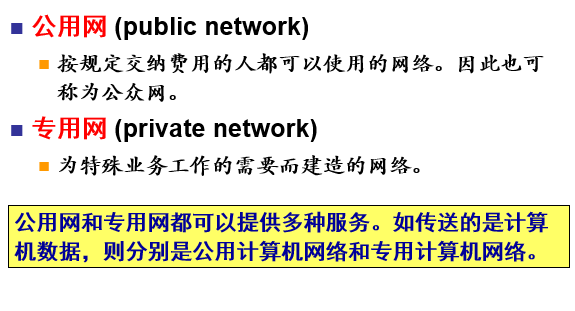 公用网 (public network)
按规定交纳费用的人都可以使用的网络。因此也可
称为公众网。
专用网 (private network)
为特殊业务工作的需要而建造的网络。
公用网和专用网都可以提供多种服务。如传送的是计算
机数据，则分别是公用计算机网络和专用计算机网络。